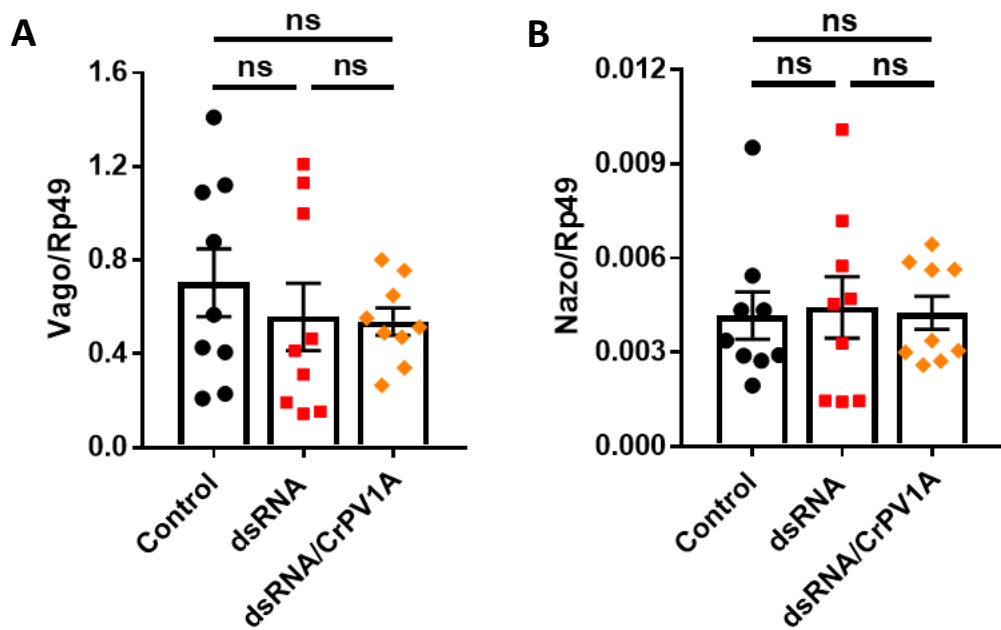 A
ns
ns
ns
Vago/Rp49
1.6
1.2
0.8
0.4
0.0
Control
dsRNA
dsRNA/CrPV1A
B
ns
ns
ns
Nazo/Rp49
0.012
0.009
0.006
0.003
0.000
Control
dsRNA
dsRNA/CrPV1A